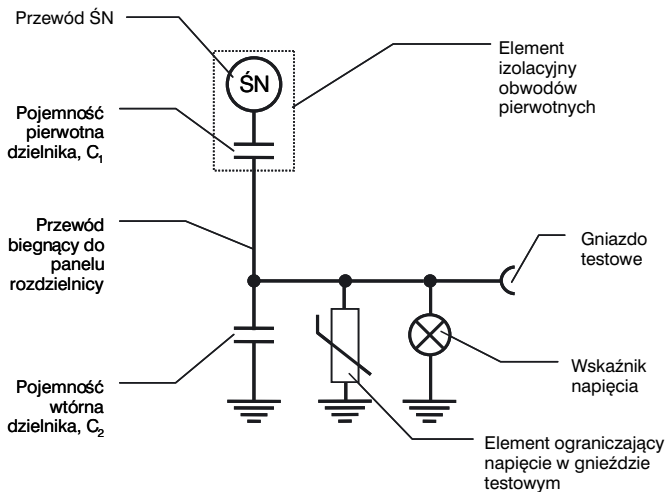 Przewód ŚN
ŚN
Element
izolacyjny
obwodów
pierwotnych
Pojemność
pierwotna
dzielnika, C₁
Przewód
biegnący do
panelu
rozdzielnicy
Gniazdo
testowe
Wskaźnik
napięcia
Pojemność
wtórna
dzielnika, C₂
Element ograniczający
napięcie w gnieździe
testowym